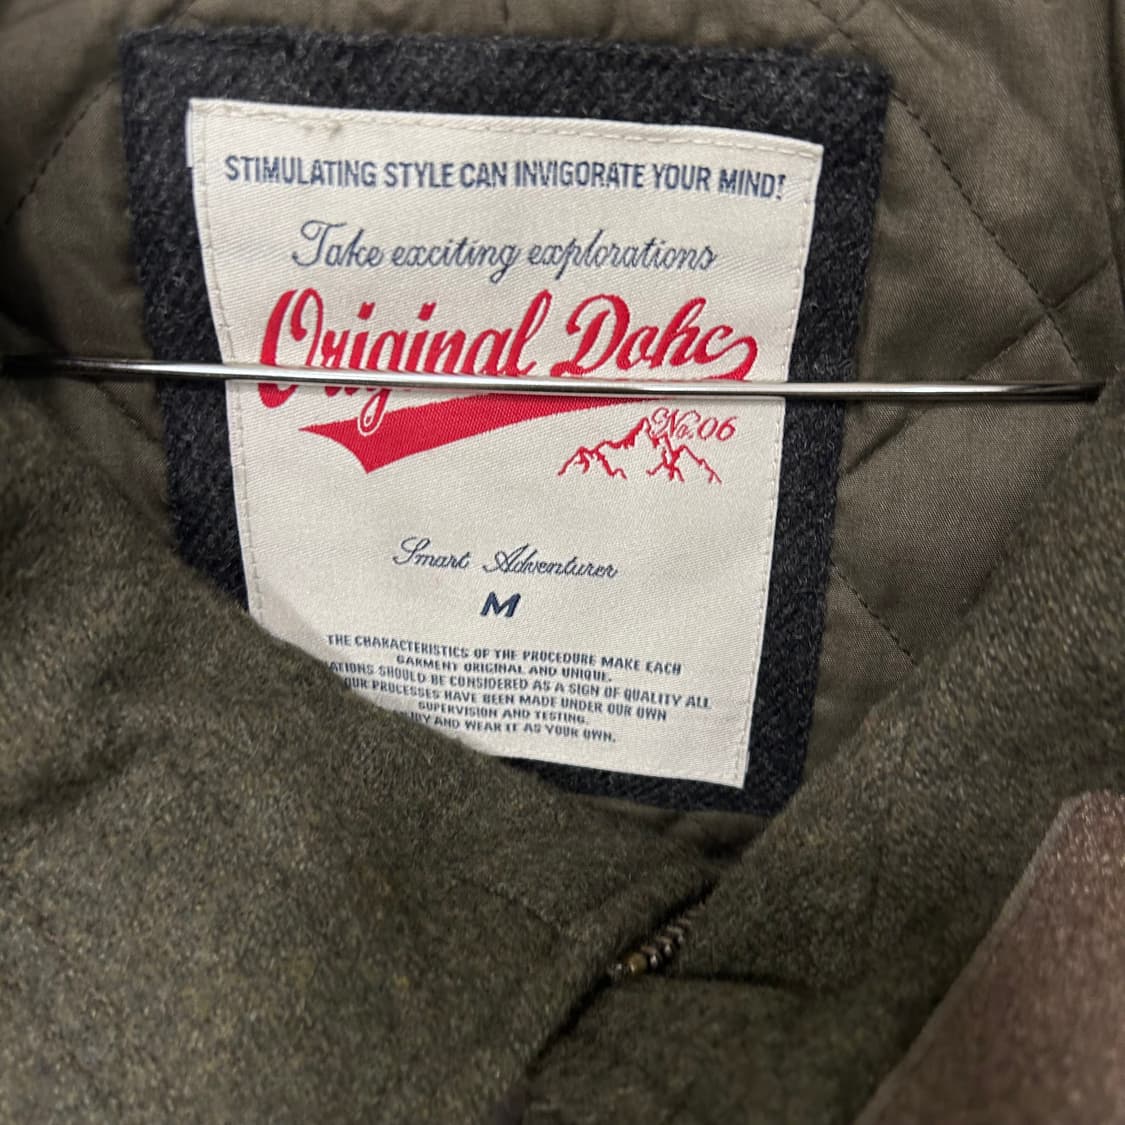 STIMULATING STYLE CAN INVIGORATE YOUR MIND!
Take exciting explorations
Original Dohc
No.06
Smart Adventurer
M
THE CHARACTERISTICS OF THE PROCEDURE MAKE EACH
GARMENT ORIGINAL AND UNIQUE.
SHOULD BE CONSIDERED AS A SIGN OF QUALITY ALL
OUR PROCESSES HAVE BEEN MADE UNDER OUR OWN
SUPERVISION AND TESTING.
AND WEAR IT AS YOUR OWN.